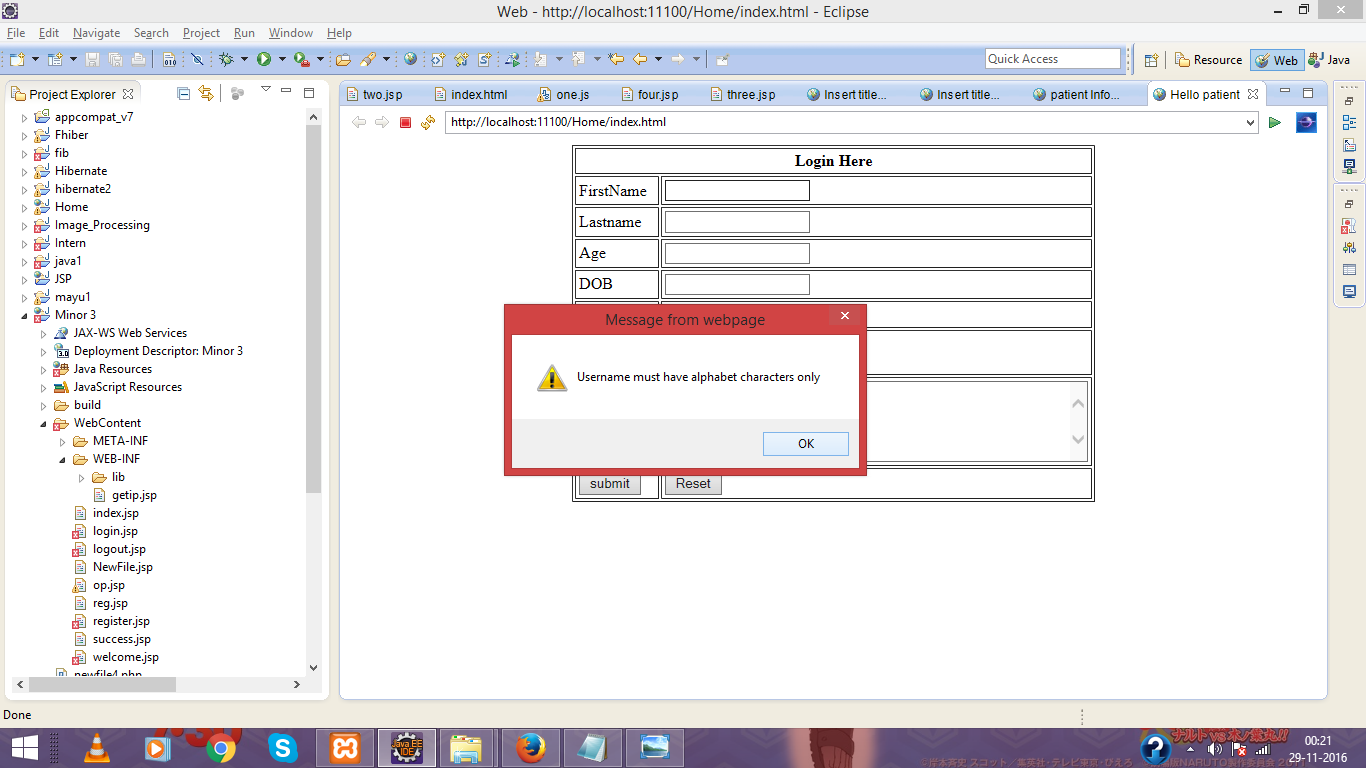 Web - http://localhost:11100/Home/index.html - Eclipse
File Edit Navigate Search Project Run Window Help
Quick Access
Resource Web Java
Project Explorer
two.jsp index.html one.js four.jsp three.jsp Insert title... Insert title... patient Info... Hello patient
http://localhost:11100/Home/index.html
appcompat_v7
Fhiber
fib
Hibernate
hibernate2
Home
Image_Processing
Intern
java1
JSP
mayu1
Minor 3
JAX-WS Web Services
Deployment Descriptor: Minor 3
Java Resources
JavaScript Resources
build
WebContent
META-INF
WEB-INF
lib
getip.jsp
index.jsp
login.jsp
logout.jsp
NewFile.jsp
op.jsp
reg.jsp
register.jsp
success.jsp
welcome.jsp
newfile4.php
Login Here
FirstName
Lastname
Age
DOB
Message from webpage
Username must have alphabet characters only
OK
submit Reset
Done
Java EE
IDE
00:21
29-11-2016